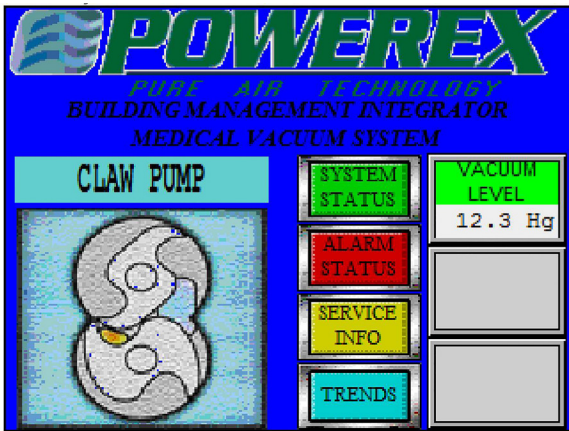 POWEREX
PURE AIR TECHNOLOGY
BUILDING MANAGEMENT INTEGRATOR
MEDICAL VACUUM SYSTEM
CLAW PUMP
SYSTEM
STATUS
ALARM
STATUS
SERVICE
INFO
TRENDS
VACUUM
LEVEL
12.3 Hg